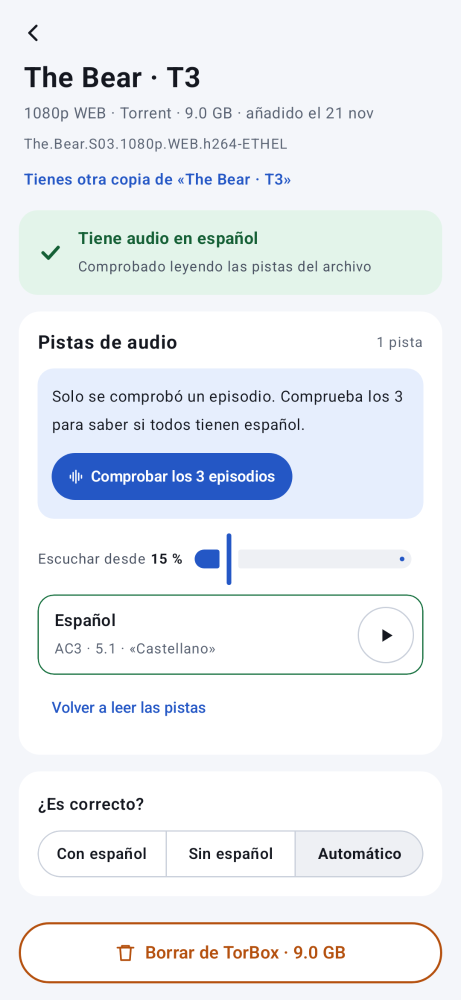 The Bear · T3
1080p WEB · Torrent · 9.0 GB · añadido el 21 nov
The.Bear.S03.1080p.WEB.h264-ETHEL
Tienes otra copia de «The Bear · T3»
Tiene audio en español
Comprobado leyendo las pistas del archivo
Pistas de audio
1 pista
Solo se comprobó un episodio. Comprueba los 3
para saber si todos tienen español.
Comprobar los 3 episodios
Escuchar desde 15 %
Español
AC3 · 5.1 · «Castellano»
Volver a leer las pistas
¿Es correcto?
Con español
Sin español
Automático
Borrar de TorBox · 9.0 GB